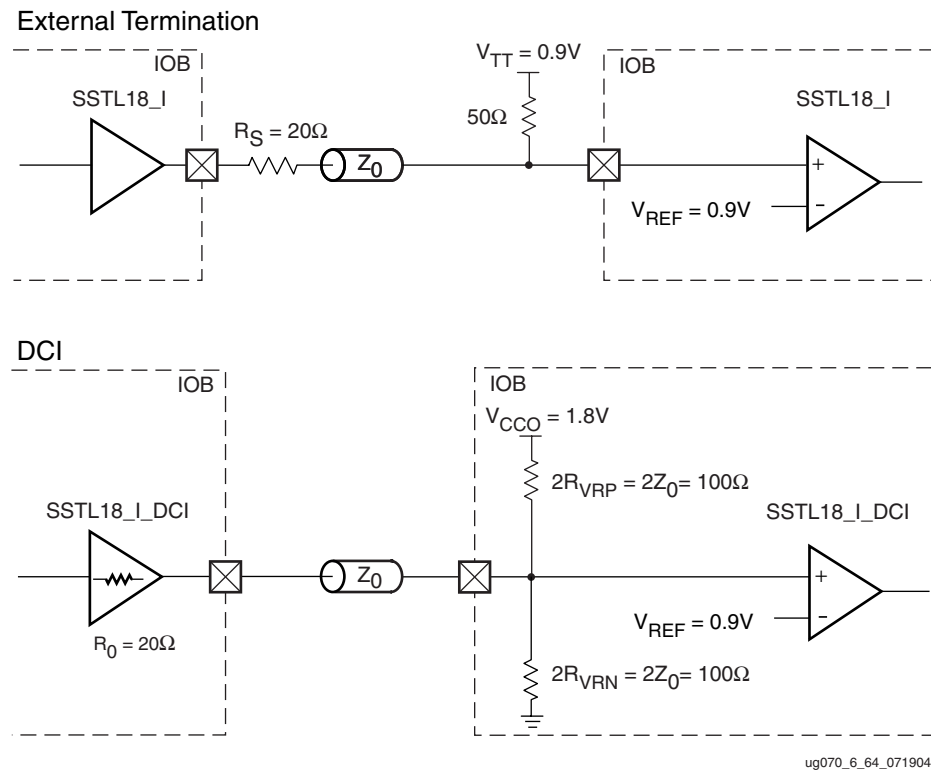 External Termination
IOB
SSTL18_I
R_S = 20Ω
Z_0
V_TT = 0.9V
50Ω
IOB
SSTL18_I
+
V_REF = 0.9V
–
DCI
IOB
SSTL18_I_DCI
R_0 = 20Ω
Z_0
IOB
V_CCO = 1.8V
2R_VRP = 2Z_0= 100Ω
SSTL18_I_DCI
+
V_REF = 0.9V
–
2R_VRN = 2Z_0= 100Ω
ug070_6_64_071904